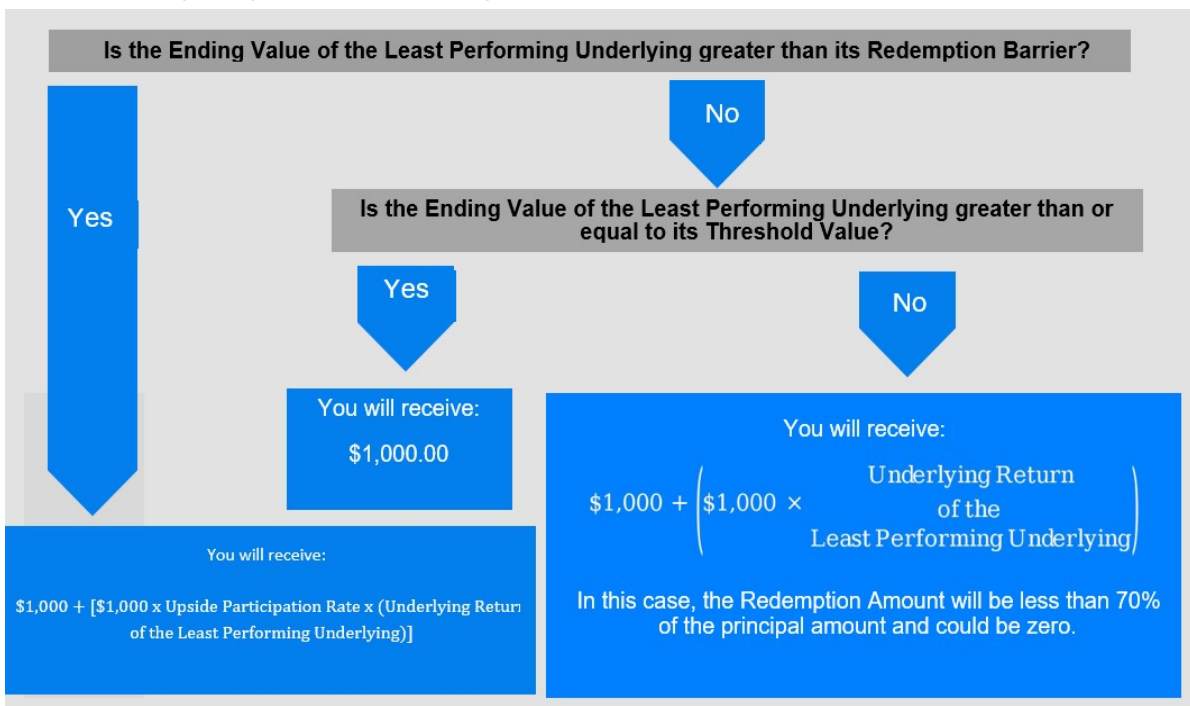 Is the Ending Value of the Least Performing Underlying greater than its Redemption Barrier?
No
Yes
Is the Ending Value of the Least Performing Underlying greater than or
equal to its Threshold Value?
Yes
No
You will receive:
$1,000.00
You will receive:
$1,000 + ($1,000 × Underlying Return
of the
Least Performing Underlying)
In this case, the Redemption Amount will be less than 70%
of the principal amount and could be zero.
You will receive:
$1,000 + [$1,000 x Upside Participation Rate x (Underlying Retur
of the Least Performing Underlying)]